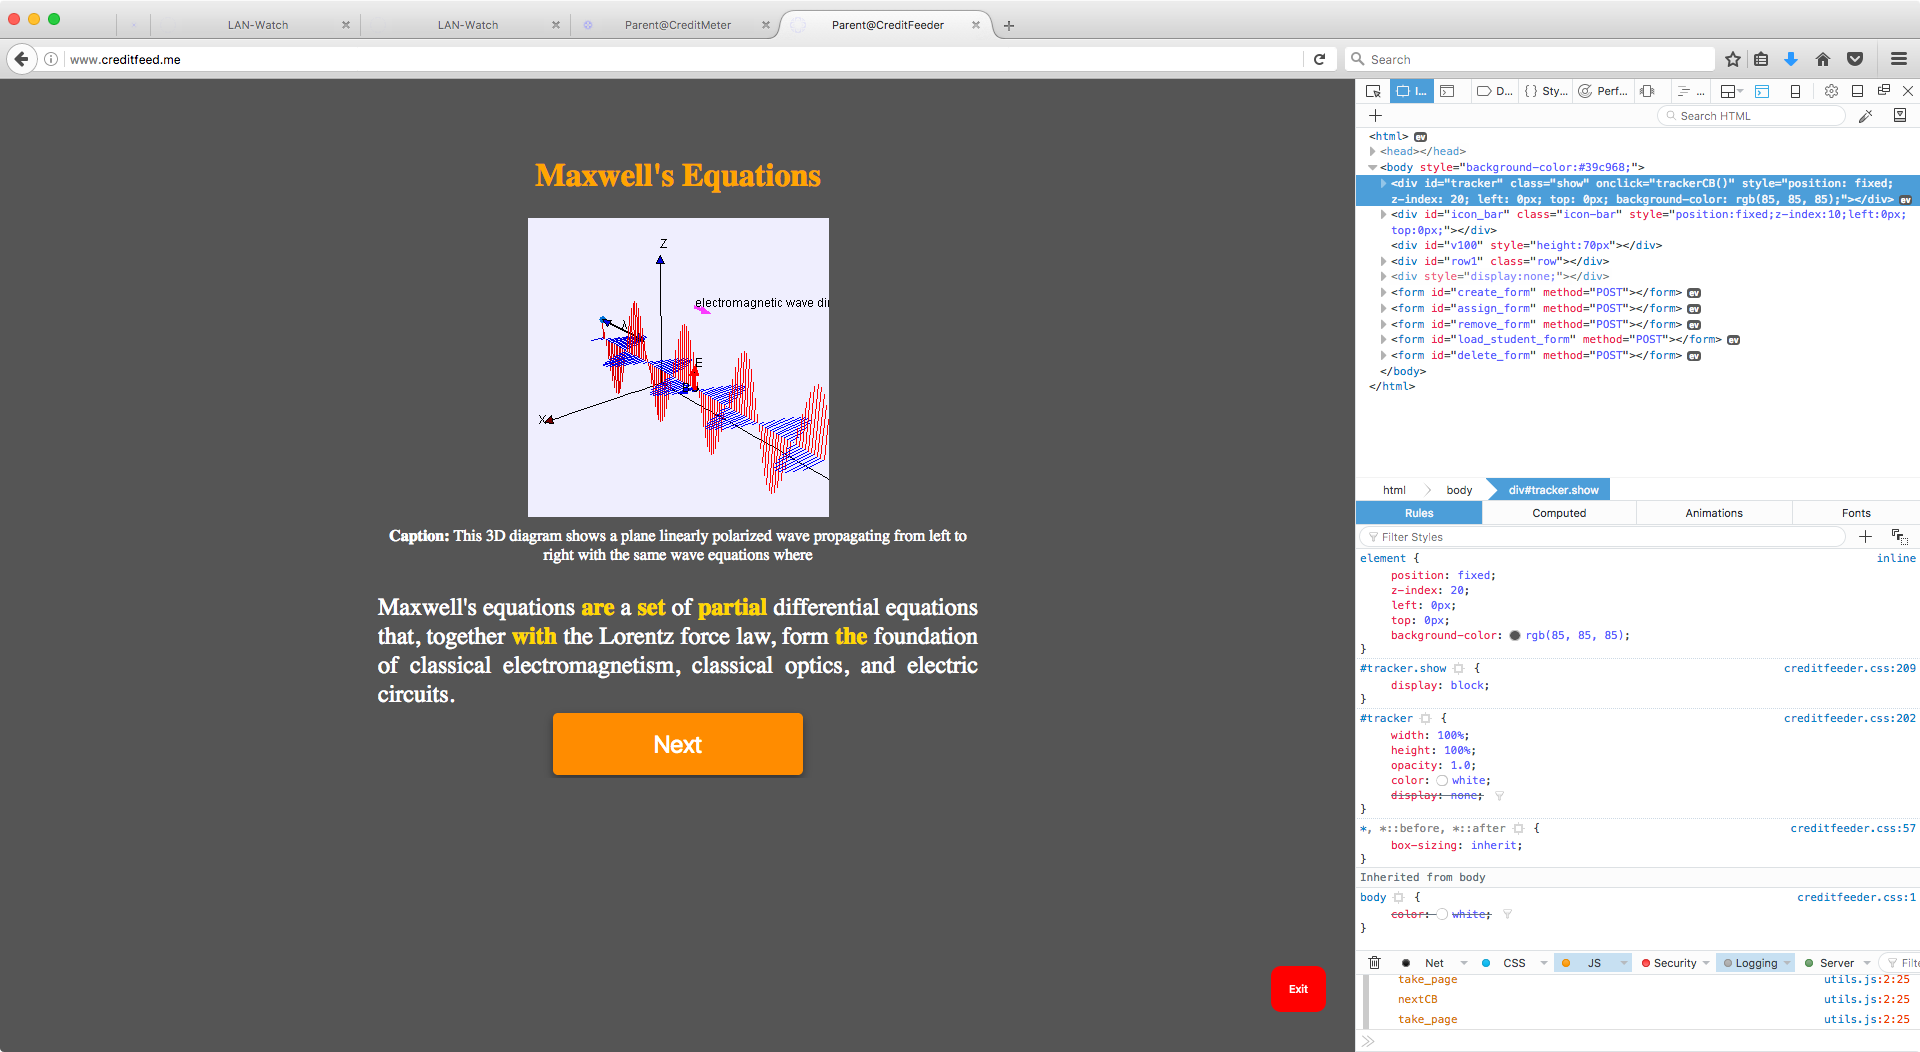 LAN-Watch
LAN-Watch
Parent@CreditMeter
Parent@CreditFeeder
www.creditfeed.me
Search
Maxwell's Equations
Z
electromagnetic wave di
λ
E
X
Caption: This 3D diagram shows a plane linearly polarized wave propagating from left to
right with the same wave equations where
Maxwell's equations are a set of partial differential equations
that, together with the Lorentz force law, form the foundation
of classical electromagnetism, classical optics, and electric
circuits.
Next
Exit
I... D... { } Sty... Perf... ...
Search HTML
<html> ev
<head></head>
<body style="background-color:#39c968;">
<div id="tracker" class="show" onclick="trackerCB()" style="position: fixed;
z-index: 20; left: 0px; top: 0px; background-color: rgb(85, 85, 85);"></div> ev
<div id="icon_bar" class="icon-bar" style="position:fixed;z-index:10;left:0px;
top:0px;"></div>
<div id="v100" style="height:70px"></div>
<div id="row1" class="row"></div>
<div style="display:none;"></div>
<form id="create_form" method="POST"></form> ev
<form id="assign_form" method="POST"></form> ev
<form id="remove_form" method="POST"></form> ev
<form id="load_student_form" method="POST"></form> ev
<form id="delete_form" method="POST"></form> ev
</body>
</html>
html body div#tracker.show
Rules Computed Animations Fonts
Filter Styles
element { inline
position: fixed;
z-index: 20;
left: 0px;
top: 0px;
background-color: rgb(85, 85, 85);
}
#tracker.show { creditfeeder.css:209
display: block;
}
#tracker { creditfeeder.css:202
width: 100%;
height: 100%;
opacity: 1.0;
color: white;
display: none;
}
*, *::before, *::after { creditfeeder.css:57
box-sizing: inherit;
}
Inherited from body
body { creditfeeder.css:1
color: white;
}
Net CSS JS Security Logging Server Filte
take_page utils.js:2:25
nextCB utils.js:2:25
take_page utils.js:2:25